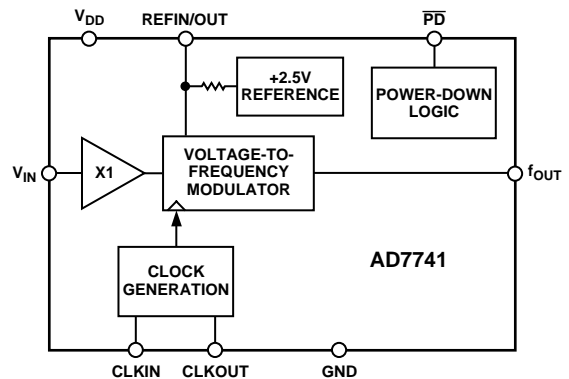 VDD
REFIN/OUT
PD
+2.5V
REFERENCE
POWER-DOWN
LOGIC
VIN
X1
VOLTAGE-TO-
FREQUENCY
MODULATOR
fOUT
CLOCK
GENERATION
AD7741
CLKIN
CLKOUT
GND